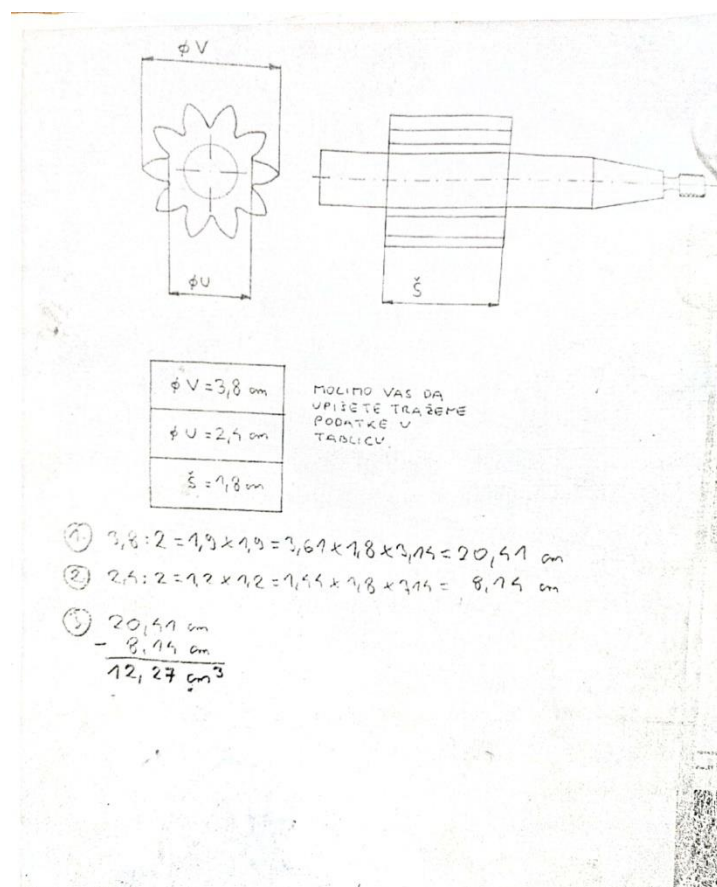 φV
φU
Š
φ V = 3,8 cm
φ U = 2,4 cm
Š = 1,8 cm
MOLIMO VAS DA
UPIŠETE TRAŽEME
PODATKE U
TABLICU.
1. 3,8 : 2 = 1,9 x 1,9 = 3,61 x 1,8 x 3,14 = 20,41 cm
2. 2,4 : 2 = 1,2 x 1,2 = 1,44 x 1,8 x 3,14 = 8,14 cm
3. 20,41 cm
- 8,14 cm
12,27 cm³